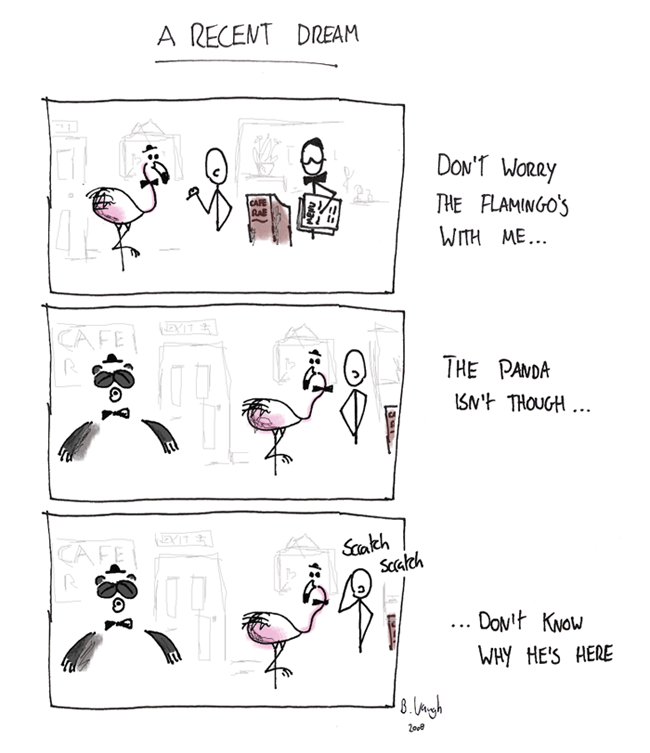 A RECENT DREAM
CAFE
RAE
MENU
DON'T WORRY
THE FLAMINGO'S
WITH ME...
CAFE
R
EXIT
THE PANDA
ISN'T THOUGH...
CAFE
R
EXIT
Scratch
Scratch
...DON'T KNOW
WHY HE'S HERE
2008